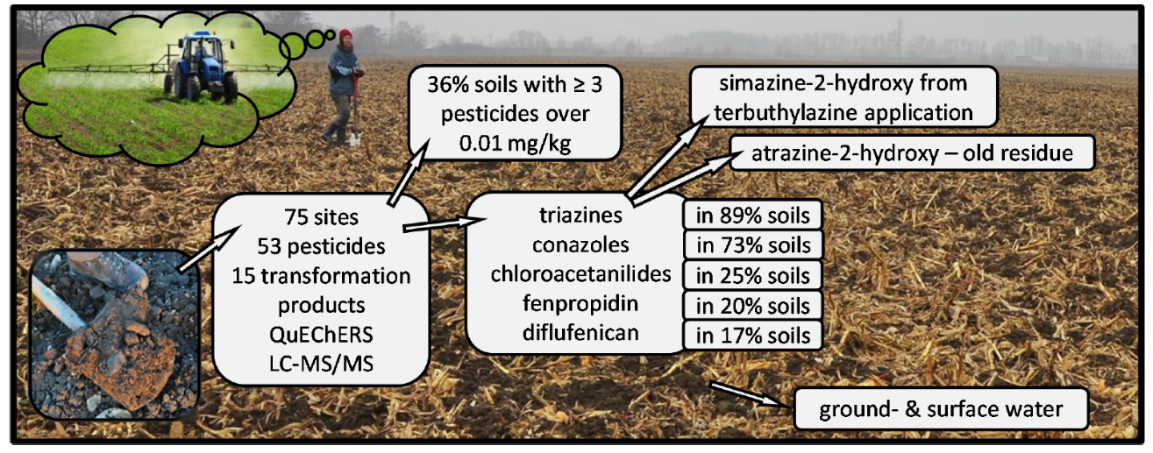 36% soils with ≥ 3
pesticides over
0.01 mg/kg
simazine-2-hydroxy from
terbuthylazine application
atrazine-2-hydroxy – old residue
75 sites
53 pesticides
15 transformation
products
QuEChERS
LC-MS/MS
triazines
in 89% soils
conazoles
in 73% soils
chloroacetanilides
in 25% soils
fenpropidin
in 20% soils
diflufenican
in 17% soils
ground- & surface water